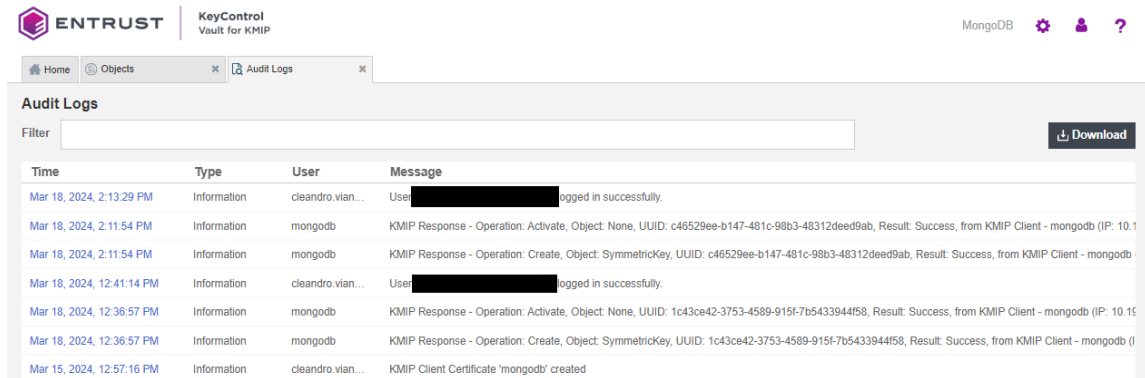 ENTRUST
KeyControl
Vault for KMIP
MongoDB
Home Objects Audit Logs
Audit Logs
Filter
Download
Time Type User Message
Mar 18, 2024, 2:13:29 PM Information cleandro.vian... User logged in successfully.
Mar 18, 2024, 2:11:54 PM Information mongodb KMIP Response - Operation: Activate, Object: None, UUID: c46529ee-b147-481c-98b3-48312deed9ab, Result: Success, from KMIP Client - mongodb (IP: 10.1
Mar 18, 2024, 2:11:54 PM Information mongodb KMIP Response - Operation: Create, Object: SymmetricKey, UUID: c46529ee-b147-481c-98b3-48312deed9ab, Result: Success, from KMIP Client - mongodb (
Mar 18, 2024, 12:41:14 PM Information cleandro.vian... User logged in successfully.
Mar 18, 2024, 12:36:57 PM Information mongodb KMIP Response - Operation: Activate, Object: None, UUID: 1c43ce42-3753-4589-915f-7b5433944f58, Result: Success, from KMIP Client - mongodb (IP: 10.19
Mar 18, 2024, 12:36:57 PM Information mongodb KMIP Response - Operation: Create, Object: SymmetricKey, UUID: 1c43ce42-3753-4589-915f-7b5433944f58, Result: Success, from KMIP Client - mongodb (I
Mar 15, 2024, 12:57:16 PM Information cleandro.vian... KMIP Client Certificate 'mongodb' created